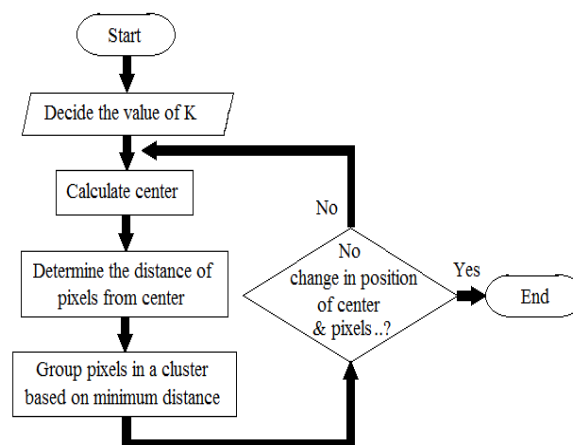 Start
Decide the value of K
Calculate center
Determine the distance of
pixels from center
Group pixels in a cluster
based on minimum distance
No
change in position
of center
& pixels..?
No
Yes
End